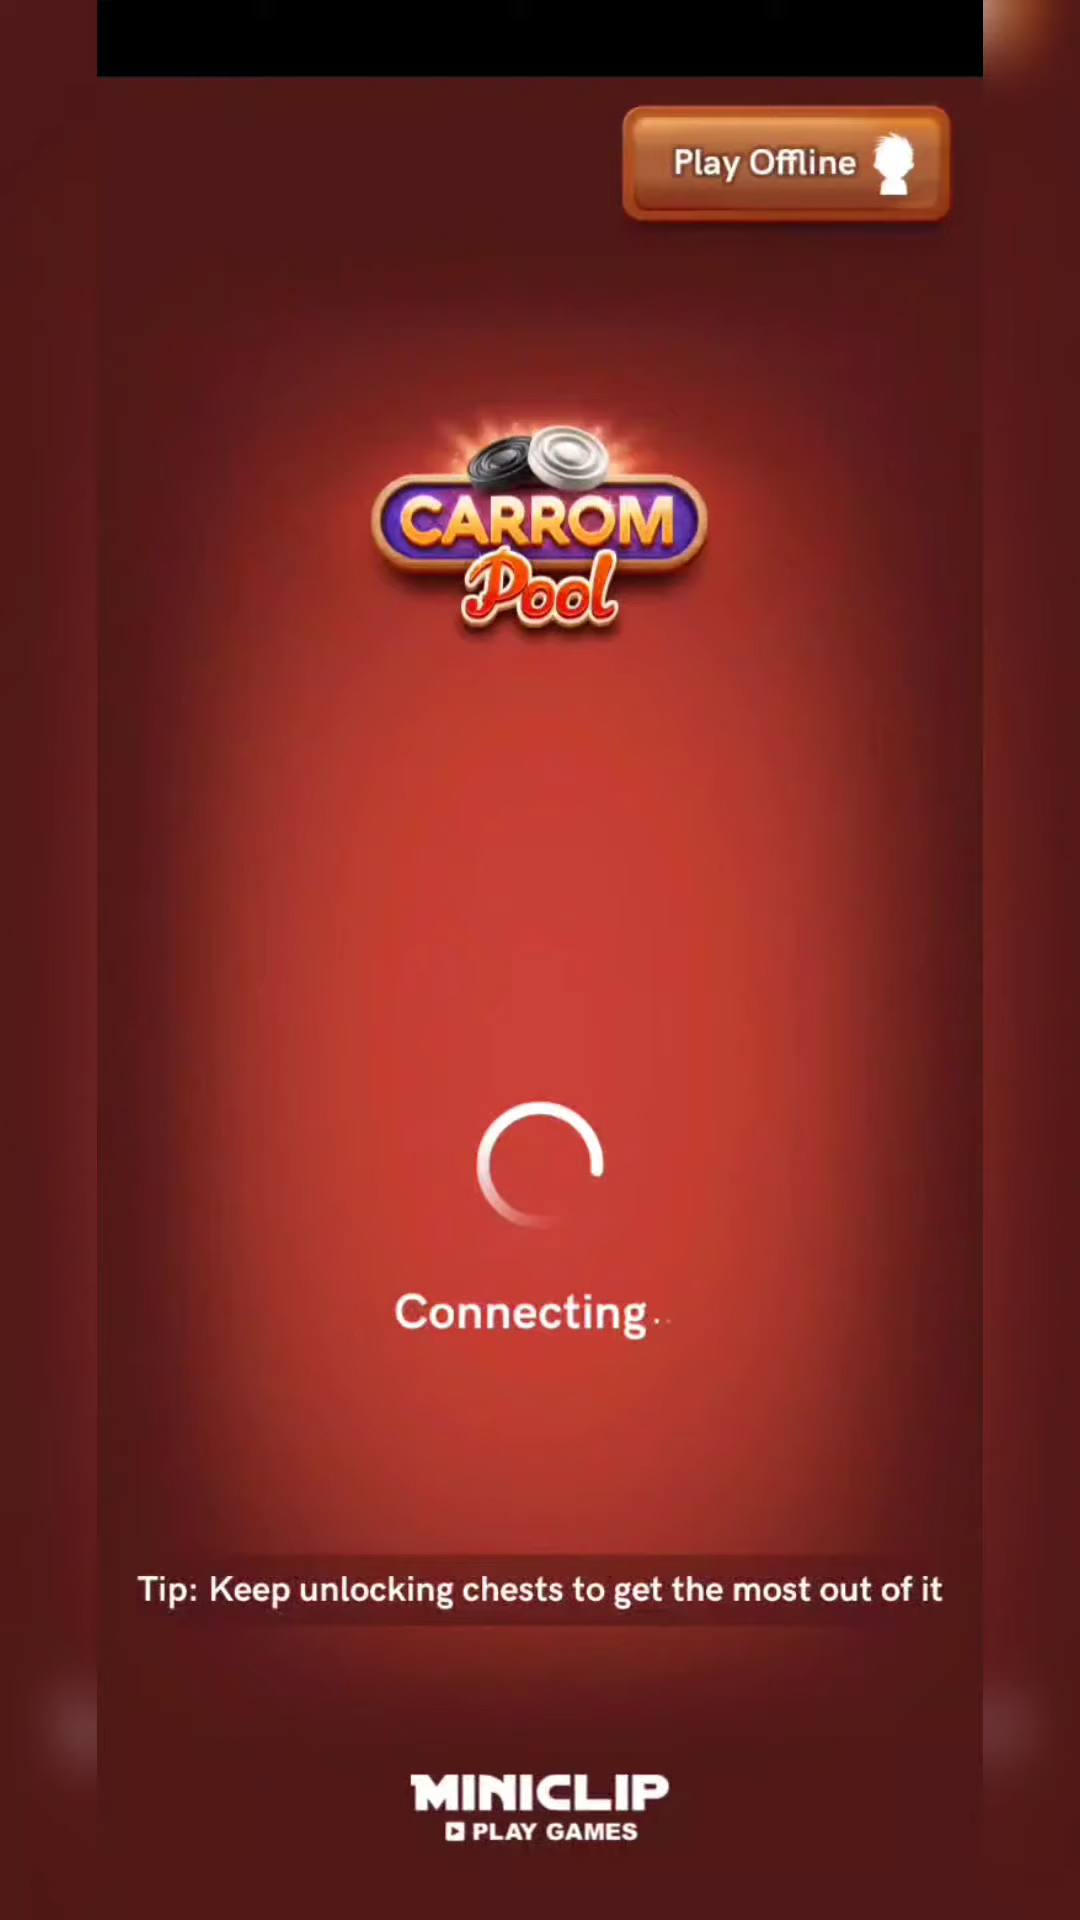 Play Offline
CARROM
Pool
Connecting..
Tip: Keep unlocking chests to get the most out of it
MINICLIP
PLAY GAMES